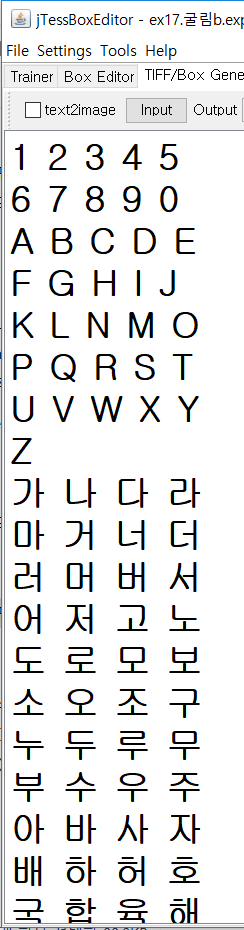 jTessBoxEditor - ex17.굴림b.exp
File Settings Tools Help
Trainer Box Editor TIFF/Box Gene
text2image Input Output
1 2 3 4 5
6 7 8 9 0
A B C D E
F G H I J
K L N M O
P Q R S T
U V W X Y
Z
가 나 다 라
마 거 너 더
러 머 버 서
어 저 고 노
도 로 모 보
소 오 조 구
누 두 루 무
부 수 우 주
아 바 사 자
배 하 허 호
국 합 육 해